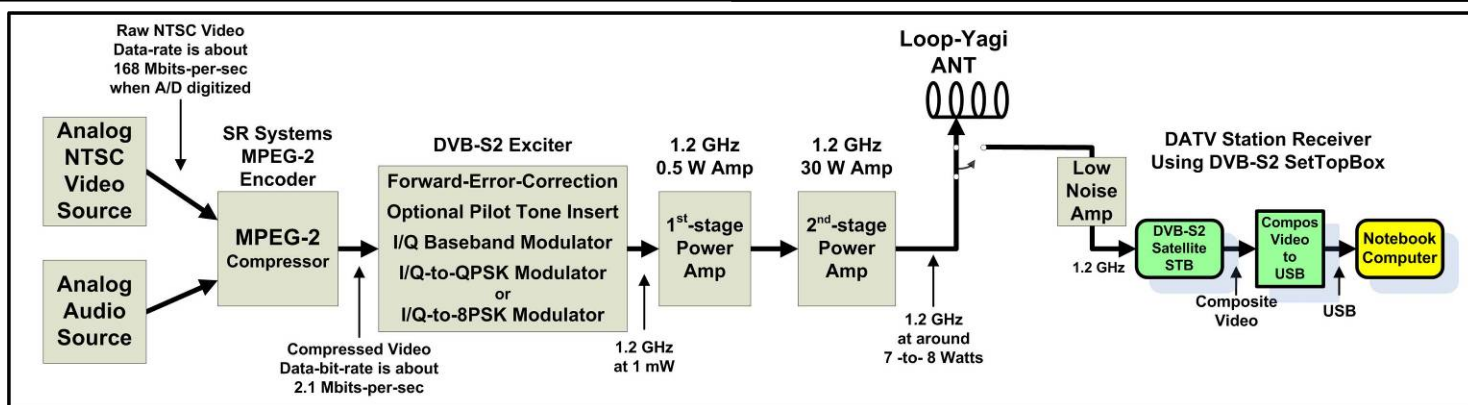 Raw NTSC Video
Data-rate is about
168 Mbits-per-sec
when A/D digitized
Analog
NTSC
Video
Source
Analog
Audio
Source
SR Systems
MPEG-2
Encoder
MPEG-2
Compressor
Compressed Video
Data-bit-rate is about
2.1 Mbits-per-sec
DVB-S2 Exciter
Forward-Error-Correction
Optional Pilot Tone Insert
I/Q Baseband Modulator
I/Q-to-QPSK Modulator
or
I/Q-to-8PSK Modulator
1.2 GHz
at 1 mW
1.2 GHz
0.5 W Amp
1st-stage
Power
Amp
1.2 GHz
30 W Amp
2nd-stage
Power
Amp
1.2 GHz
at around
7 -to- 8 Watts
Loop-Yagi
ANT
Low
Noise
Amp
1.2 GHz
DATV Station Receiver
Using DVB-S2 SetTopBox
DVB-S2
Satellite
STB
Composite
Video
Compos
Video
to
USB
USB
Notebook
Computer